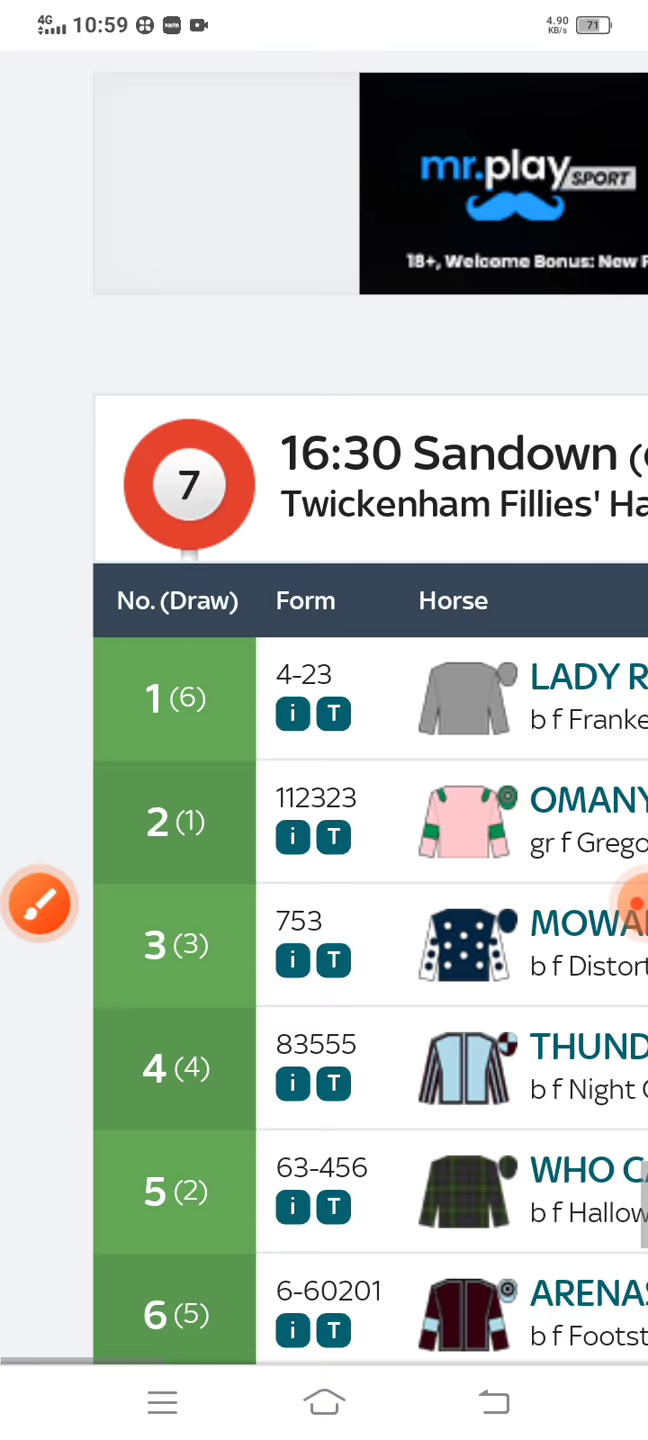 4G 10:59 4.90 KB/s 71
mr.play SPORT
18+, Welcome Bonus: New
7
16:30 Sandown
Twickenham Fillies' Ha
No. (Draw) Form Horse
1 (6) 4-23 LADY R
i T b f Franke
2 (1) 112323 OMANY
i T gr f Grego
3 (3) 753 MOWA
i T b f Distort
4 (4) 83555 THUND
i T b f Night
5 (2) 63-456 WHO CA
i T b f Hallow
6 (5) 6-60201 ARENAS
i T b f Footst